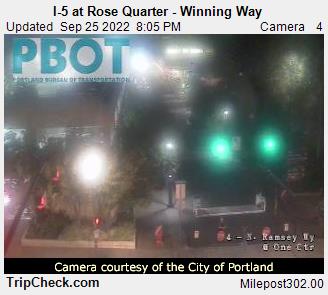 I-5 at Rose Quarter - Winning Way
Updated Sep 25 2022 8:05 PM Camera 4
PBOT
PORTLAND BUREAU OF TRANSPORTATION
4 - N. Ramsey Wy
@ One Ctr
Camera courtesy of the City of Portland
TripCheck.com Milepost302.00